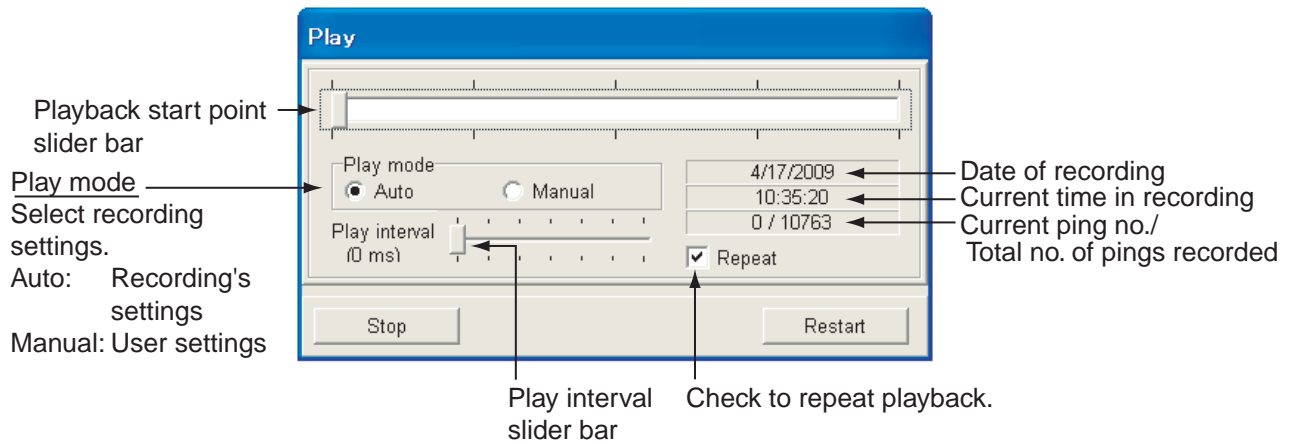 Play
Playback start point
slider bar
Play mode
Select recording
settings.
Auto: Recording's
settings
Manual: User settings
Play mode
Auto Manual
Play interval
(0 ms)
4/17/2009
10:35:20
0 / 10763
Repeat
Stop Restart
Date of recording
Current time in recording
Current ping no./
Total no. of pings recorded
Play interval
slider bar
Check to repeat playback.